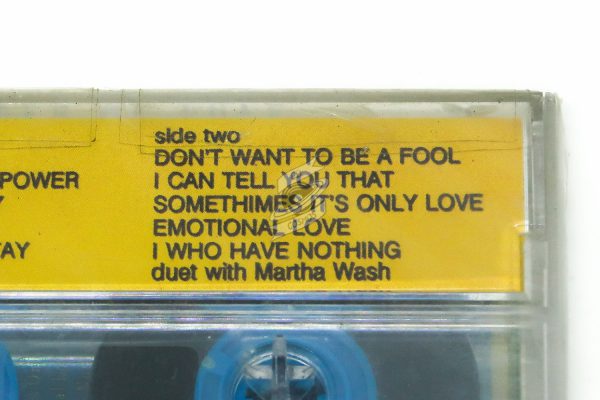 side two
DON'T WANT TO BE A FOOL
POWER I CAN TELL YOU THAT
Y SOMETHIMES IT'S ONLY LOVE
EMOTIONAL LOVE
TAY I WHO HAVE NOTHING
duet with Martha Wash